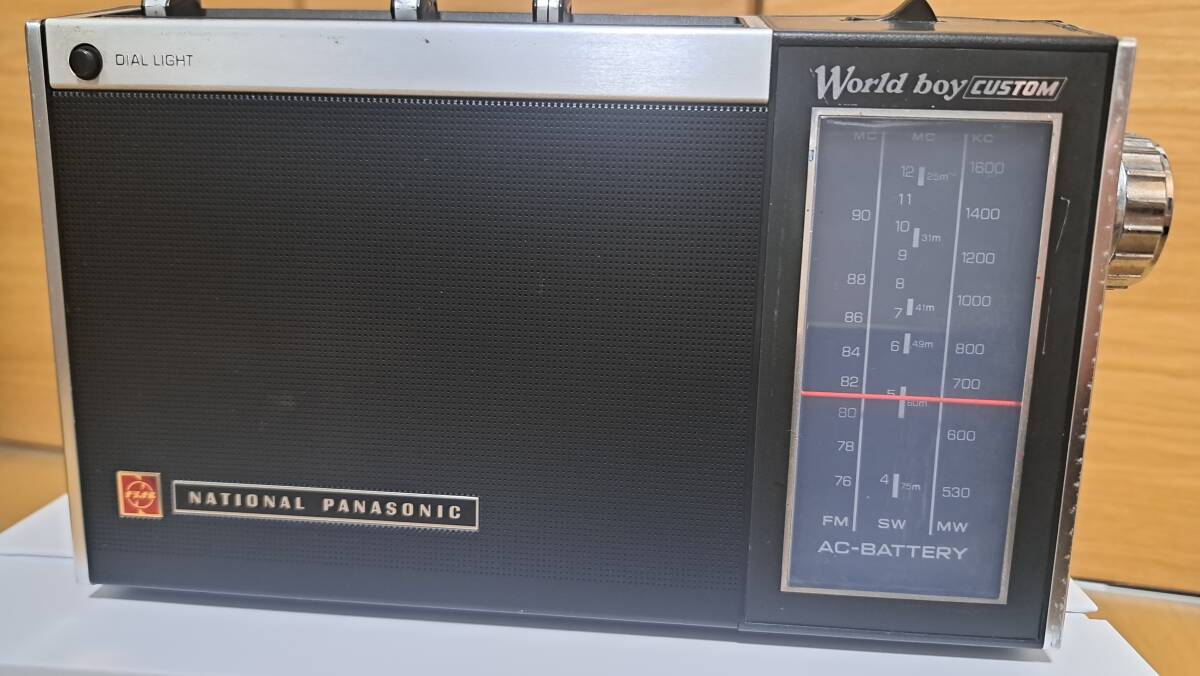 DIAL LIGHT
World boy CUSTOM
MC MC KC
12 25m 1600
11
90 10 31m 1400
9 1200
88 8
7 41m 1000
86
84 6 49m 800
82 5 60m 700
80
78 600
76 4 75m 530
FM SW MW
AC-BATTERY
NATIONAL PANASONIC